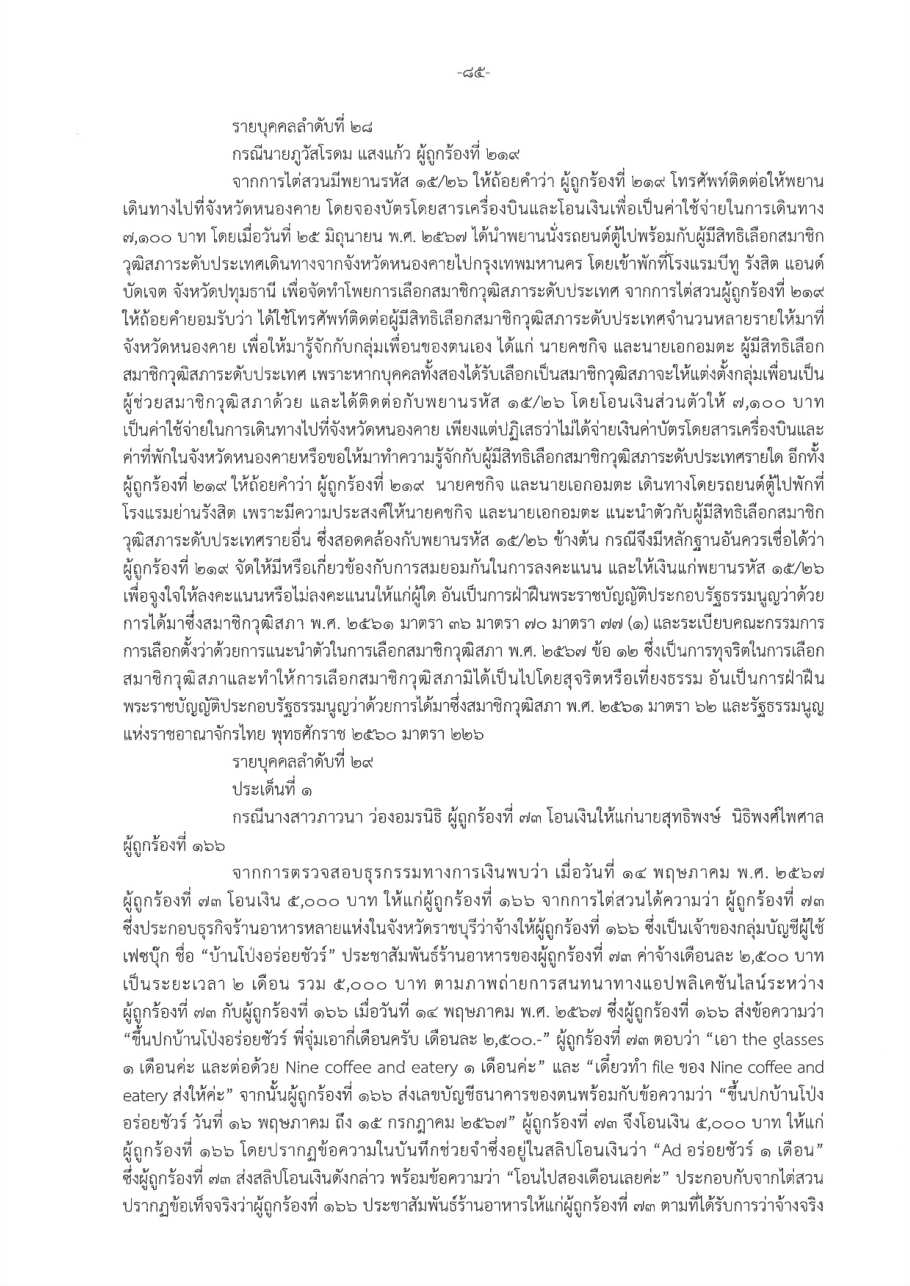 -๘๕-
รายบุคคลลำดับที่ ๒๘
กรณีนายภูวัสโรดม แสงแก้ว ผู้ถูกร้องที่ ๒๑๙
จากการไต่สวนมีพยานรหัส ๑๕/๒๖ ให้ถ้อยคำว่า ผู้ถูกร้องที่ ๒๑๙ โทรศัพท์ติดต่อให้พยาน
เดินทางไปที่จังหวัดหนองคาย โดยจองบัตรโดยสารเครื่องบินและโอนเงินเพื่อเป็นค่าใช้จ่ายในการเดินทาง
๗,๑๐๐ บาท โดยเมื่อวันที่ ๒๕ มิถุนายน พ.ศ. ๒๕๖๗ ได้นำพยานนั่งรถยนต์ตู้ไปพร้อมกับผู้มีสิทธิเลือกสมาชิก
วุฒิสภาระดับประเทศเดินทางจากจังหวัดหนองคายไปกรุงเทพมหานคร โดยเข้าพักที่โรงแรมบีทู รังสิต แอนด์
บัดเจต จังหวัดปทุมธานี เพื่อจัดทำโพยการเลือกสมาชิกวุฒิสภาระดับประเทศ จากการไต่สวนผู้ถูกร้องที่ ๒๑๙
ให้ถ้อยคำยอมรับว่า ได้ใช้โทรศัพท์ติดต่อผู้มีสิทธิเลือกสมาชิกวุฒิสภาระดับประเทศจำนวนหลายรายให้มาที่
จังหวัดหนองคาย เพื่อให้มารู้จักกับกลุ่มเพื่อนของตนเอง ได้แก่ นายคชกิจ และนายเอกอมตะ ผู้มีสิทธิเลือก
สมาชิกวุฒิสภาระดับประเทศ เพราะหากบุคคลทั้งสองได้รับเลือกเป็นสมาชิกวุฒิสภาจะให้แต่งตั้งกลุ่มเพื่อนเป็น
ผู้ช่วยสมาชิกวุฒิสภาด้วย และได้ติดต่อกับพยานรหัส ๑๕/๒๖ โดยโอนเงินส่วนตัวให้ ๗,๑๐๐ บาท
เป็นค่าใช้จ่ายในการเดินทางไปที่จังหวัดหนองคาย เพียงแต่ปฏิเสธว่าไม่ได้จ่ายเงินค่าบัตรโดยสารเครื่องบินและ
ค่าที่พักในจังหวัดหนองคายหรือขอให้มาทำความรู้จักกับผู้มีสิทธิเลือกสมาชิกวุฒิสภาระดับประเทศรายใด อีกทั้ง
ผู้ถูกร้องที่ ๒๑๙ ให้ถ้อยคำว่า ผู้ถูกร้องที่ ๒๑๙ นายคชกิจ และนายเอกอมตะ เดินทางโดยรถยนต์ตู้ไปพักที่
โรงแรมย่านรังสิต เพราะมีความประสงค์ให้นายคชกิจ และนายเอกอมตะ แนะนำตัวกับผู้มีสิทธิเลือกสมาชิก
วุฒิสภาระดับประเทศรายอื่น ซึ่งสอดคล้องกับพยานรหัส ๑๕/๒๖ ข้างต้น กรณีจึงมีหลักฐานอันควรเชื่อได้ว่า
ผู้ถูกร้องที่ ๒๑๙ จัดให้มีหรือเกี่ยวข้องกับการสมยอมกันในการลงคะแนน และให้เงินแก่พยานรหัส ๑๕/๒๖
เพื่อจูงใจให้ลงคะแนนหรือไม่ลงคะแนนให้แก่ผู้ใด อันเป็นการฝ่าฝืนพระราชบัญญัติประกอบรัฐธรรมนูญว่าด้วย
การได้มาซึ่งสมาชิกวุฒิสภา พ.ศ. ๒๕๖๑ มาตรา ๓๖ มาตรา ๗๐ มาตรา ๗๗ (๑) และระเบียบคณะกรรมการ
การเลือกตั้งว่าด้วยการแนะนำตัวในการเลือกสมาชิกวุฒิสภา พ.ศ. ๒๕๖๗ ข้อ ๑๒ ซึ่งเป็นการทุจริตในการเลือก
สมาชิกวุฒิสภาและทำให้การเลือกสมาชิกวุฒิสภามิได้เป็นไปโดยสุจริตหรือเที่ยงธรรม อันเป็นการฝ่าฝืน
พระราชบัญญัติประกอบรัฐธรรมนูญว่าด้วยการได้มาซึ่งสมาชิกวุฒิสภา พ.ศ. ๒๕๖๑ มาตรา ๖๒ และรัฐธรรมนูญ
แห่งราชอาณาจักรไทย พุทธศักราช ๒๕๖๐ มาตรา ๒๒๖
รายบุคคลลำดับที่ ๒๙
ประเด็นที่ ๑
กรณีนางสาวภาวนา ว่องอมรนิธิ ผู้ถูกร้องที่ ๗๓ โอนเงินให้แก่นายสุทธิพงษ์ นิธิพงศ์ไพศาล
ผู้ถูกร้องที่ ๑๖๖
จากการตรวจสอบธุรกรรมทางการเงินพบว่า เมื่อวันที่ ๑๔ พฤษภาคม พ.ศ. ๒๕๖๗
ผู้ถูกร้องที่ ๗๓ โอนเงิน ๕,๐๐๐ บาท ให้แก่ผู้ถูกร้องที่ ๑๖๖ จากการไต่สวนได้ความว่า ผู้ถูกร้องที่ ๗๓
ซึ่งประกอบธุรกิจร้านอาหารหลายแห่งในจังหวัดราชบุรีว่าจ้างให้ผู้ถูกร้องที่ ๑๖๖ ซึ่งเป็นเจ้าของกลุ่มบัญชีผู้ใช้
เฟซบุ๊ก ชื่อ “บ้านโป่งอร่อยชัวร์” ประชาสัมพันธ์ร้านอาหารของผู้ถูกร้องที่ ๗๓ ค่าจ้างเดือนละ ๒,๕๐๐ บาท
เป็นระยะเวลา ๒ เดือน รวม ๕,๐๐๐ บาท ตามภาพถ่ายการสนทนาทางแอปพลิเคชันไลน์ระหว่าง
ผู้ถูกร้องที่ ๗๓ กับผู้ถูกร้องที่ ๑๖๖ เมื่อวันที่ ๑๔ พฤษภาคม พ.ศ. ๒๕๖๗ ซึ่งผู้ถูกร้องที่ ๑๖๖ ส่งข้อความว่า
“ขึ้นปกบ้านโป่งอร่อยชัวร์ พี่จุ๋มเอากี่เดือนครับ เดือนละ ๒,๕๐๐.-” ผู้ถูกร้องที่ ๗๓ ตอบว่า “เอา the glasses
๑ เดือนค่ะ และต่อด้วย Nine coffee and eatery ๑ เดือนค่ะ” และ “เดี๋ยวทำ file ของ Nine coffee and
eatery ส่งให้ค่ะ” จากนั้นผู้ถูกร้องที่ ๑๖๖ ส่งเลขบัญชีธนาคารของตนพร้อมกับข้อความว่า “ขึ้นปกบ้านโป่ง
อร่อยชัวร์ วันที่ ๑๖ พฤษภาคม ถึง ๑๕ กรกฎาคม ๒๕๖๗” ผู้ถูกร้องที่ ๗๓ จึงโอนเงิน ๕,๐๐๐ บาท ให้แก่
ผู้ถูกร้องที่ ๑๖๖ โดยปรากฏข้อความในบันทึกช่วยจำซึ่งอยู่ในสลิปโอนเงินว่า “Ad อร่อยชัวร์ ๑ เดือน”
ซึ่งผู้ถูกร้องที่ ๗๓ ส่งสลิปโอนเงินดังกล่าว พร้อมข้อความว่า “โอนไปสองเดือนเลยค่ะ” ประกอบกับจากไต่สวน
ปรากฏข้อเท็จจริงว่าผู้ถูกร้องที่ ๑๖๖ ประชาสัมพันธ์ร้านอาหารให้แก่ผู้ถูกร้องที่ ๗๓ ตามที่ได้รับการว่าจ้างจริง